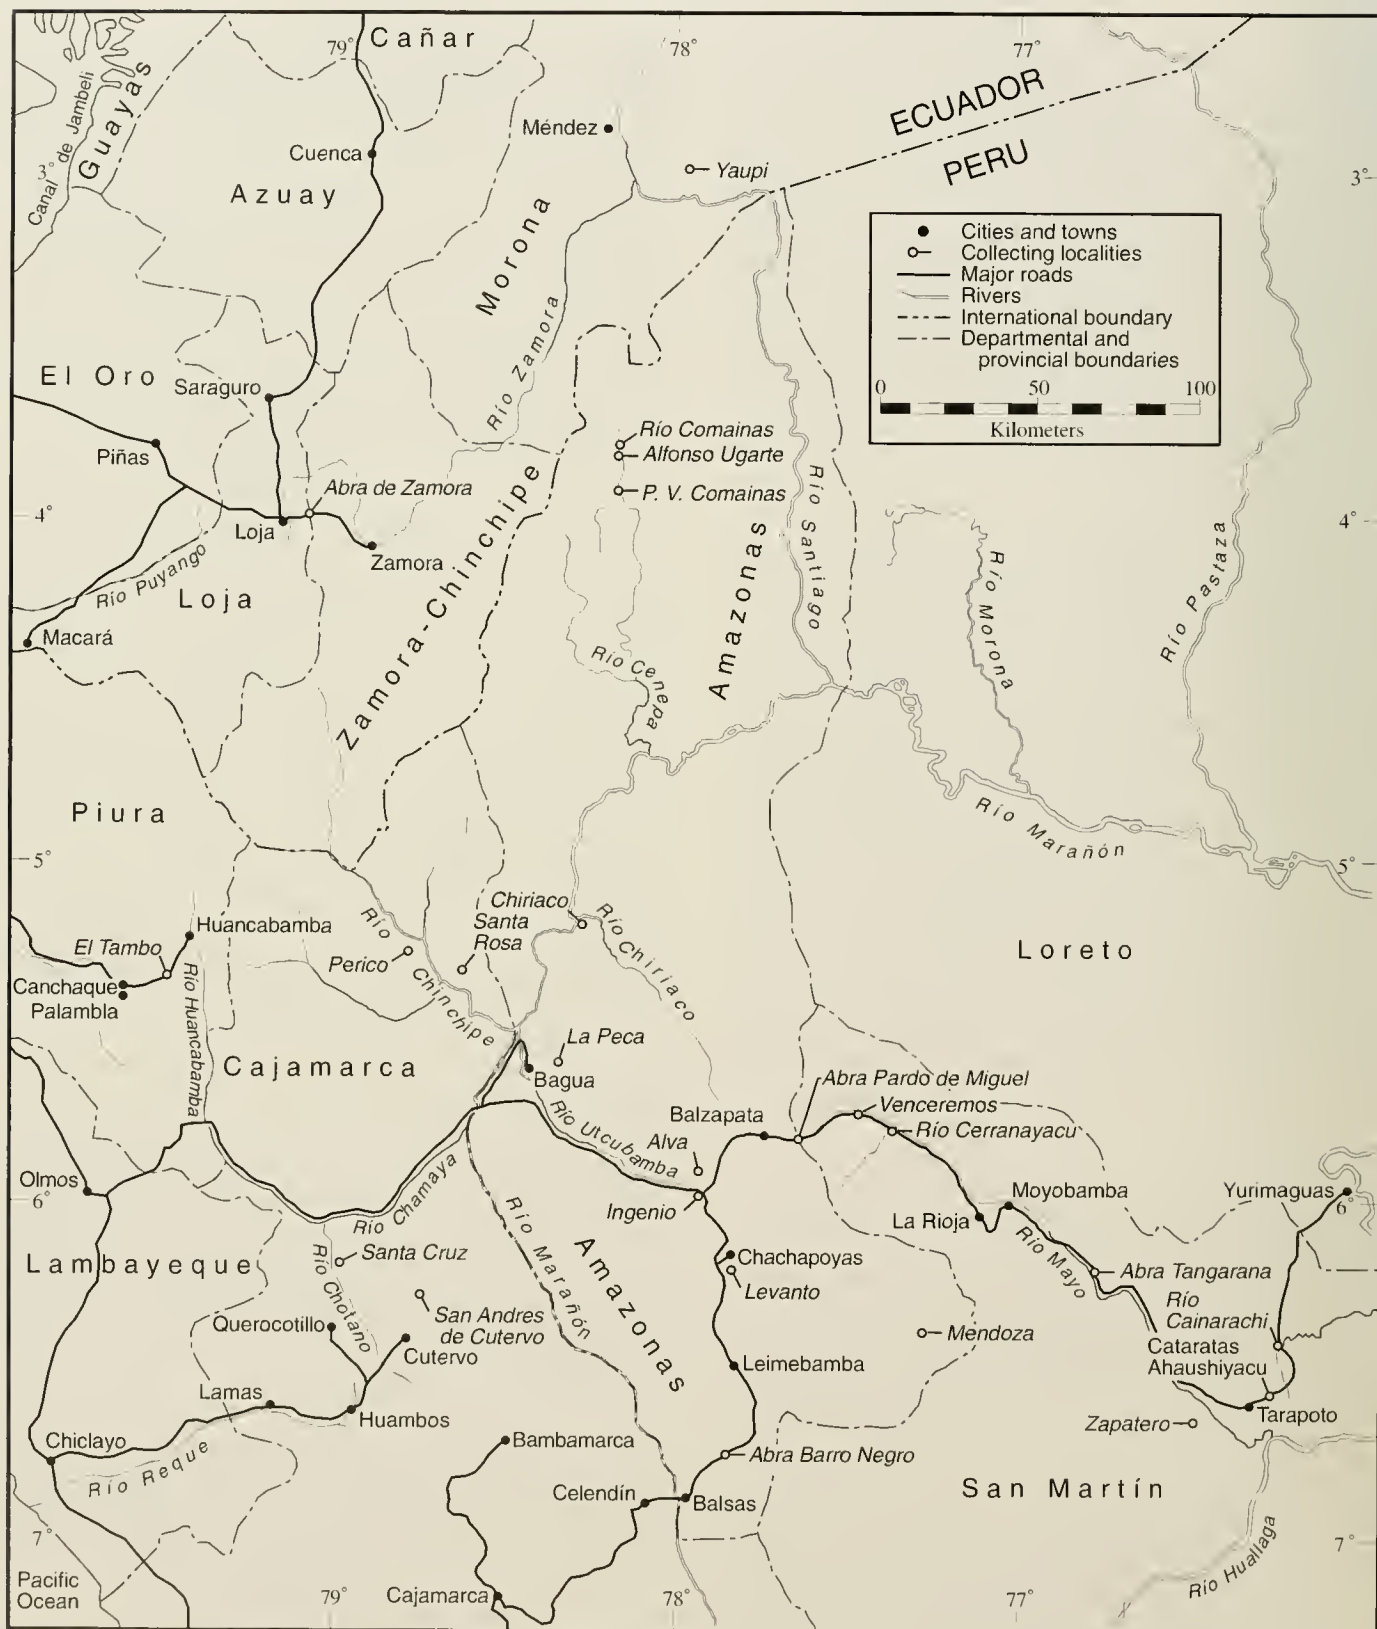 79°
Cañar
78°
77°
Guayas
Canal de Jambeli
3°
Méndez
ECUADOR
Cuenca
Yaupi
PERU
3°
Azuay
Morona
Cities and towns
Collecting localities
Major roads
Rivers
International boundary
Departmental and
provincial boundaries
0 50 100
Kilometers
Río Zamora
El Oro
Saraguro
Piñas
Río Comainas
Alfonso Ugarte
P. V. Comainas
Abra de Zamora
4°
Loja
Zamora
Río Santiago
4°
Río Puyango
Loja
Zamora-Chinchipe
Amazonas
Río Morona
Río Pastaza
Macará
Río Cenepa
Piura
Río Marañón
5°
5°
Chiriaco
Santa
Rosa
Río Chiriaco
Huancabamba
El Tambo
Río Chinchipe
Perico
Loreto
Canchaque
Palambla
Río Huancabamba
La Peca
Cajamarca
Bagua
Abra Pardo de Miguel
Balzapata
Venceremos
Río Utcubamba
Río Cerranayacu
Alva
Olmos
6°
Río Chamaya
Ingenio
Moyobamba
Yurimaguas
6°
La Rioja
Río Marañón
Lambayeque
Santa Cruz
Río Chotano
Amazonas
Chachapoyas
Levanto
Río Mayo
Abra Tangarana
Río
Cainarachi
San Andres
de Cutervo
Querocotillo
Cutervo
Mendoza
Cataratas
Ahaushiyacu
Leimebamba
Lamas
Huambos
Tarapoto
Zapatero
Chiclayo
Río Reque
Bambamarca
Abra Barro Negro
Celendín
Balsas
San Martín
7°
7°
Río Huallaga
Pacific
Ocean
79°
Cajamarca
78°
77°